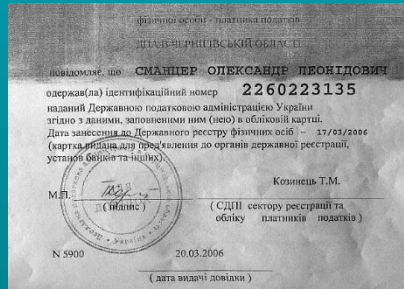 фізичної особи - платника податків
ДПА В ЧЕРНІГІВСЬКІЙ ОБЛАСТІ
повідомляє, що СМАНЦЕР ОЛЕКСАНДР ЛЕОНІДОВИЧ
одержав(ла) ідентифікаційний номер 2260223135
наданий Державною податковою адміністрацією України
згідно з даними, заповненими ним (нею) в обліковій картці.
Дата занесення до Державного реєстру фізичних осіб - 17/03/2006
(картка видана для пред'явлення до органів державної реєстрації,
установ банків та інших).
Козинець Т.М.
М.П.
( підпис ) ( СДПІ сектору реєстрації та
обліку платників податків )
N 5900 20.03.2006
( дата видачі довідки )